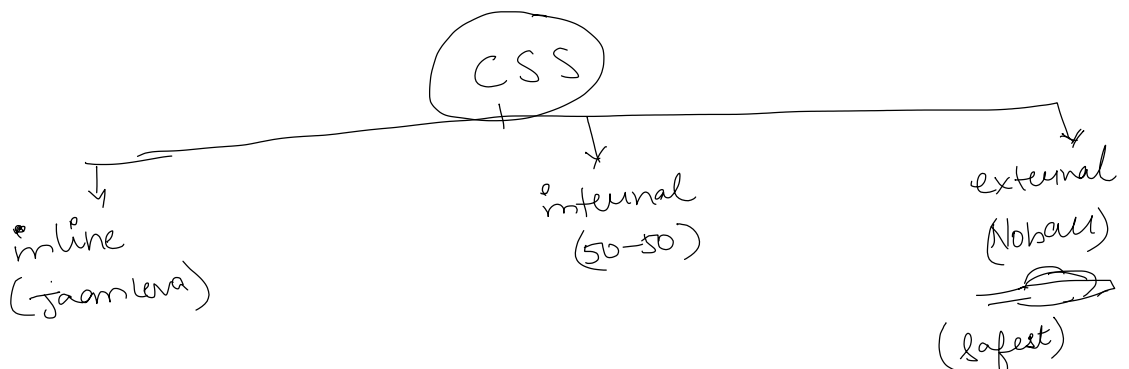 CSS
inline
(jaanleva)
internal
(50-50)
external
(Noball)
(safest)